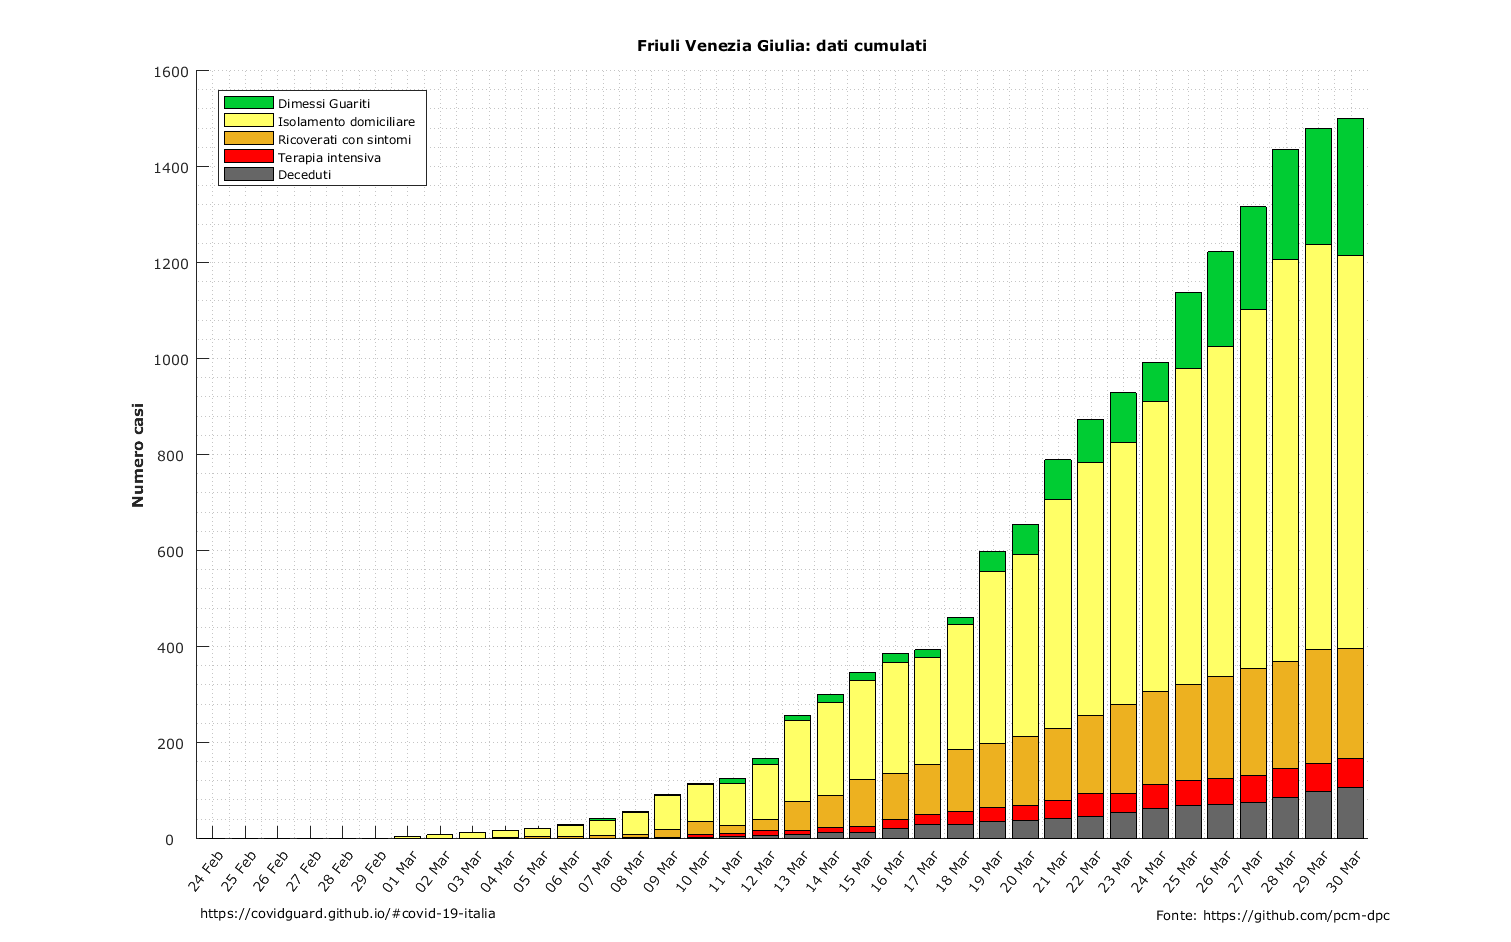 Friuli Venezia Giulia: dati cumulati
1600
1400
1200
1000
800
600
400
200
0
Numero casi
Dimessi Guariti
Isolamento domiciliare
Ricoverati con sintomi
Terapia intensiva
Deceduti
24 Feb
25 Feb
26 Feb
27 Feb
28 Feb
29 Feb
01 Mar
02 Mar
03 Mar
04 Mar
05 Mar
06 Mar
07 Mar
08 Mar
09 Mar
10 Mar
11 Mar
12 Mar
13 Mar
14 Mar
15 Mar
16 Mar
17 Mar
18 Mar
19 Mar
20 Mar
21 Mar
22 Mar
23 Mar
24 Mar
25 Mar
26 Mar
27 Mar
28 Mar
29 Mar
30 Mar
https://covidguard.github.io/#covid-19-italia
Fonte: https://github.com/pcm-dpc